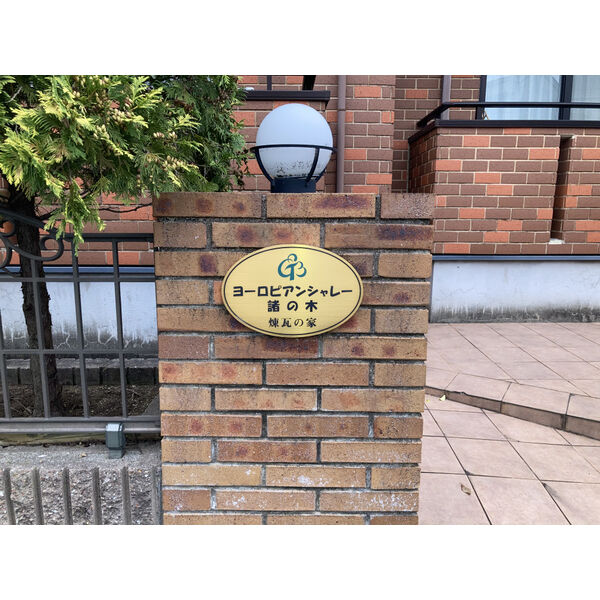 ヨーロピアンシャレー
諸の木
煉瓦の家